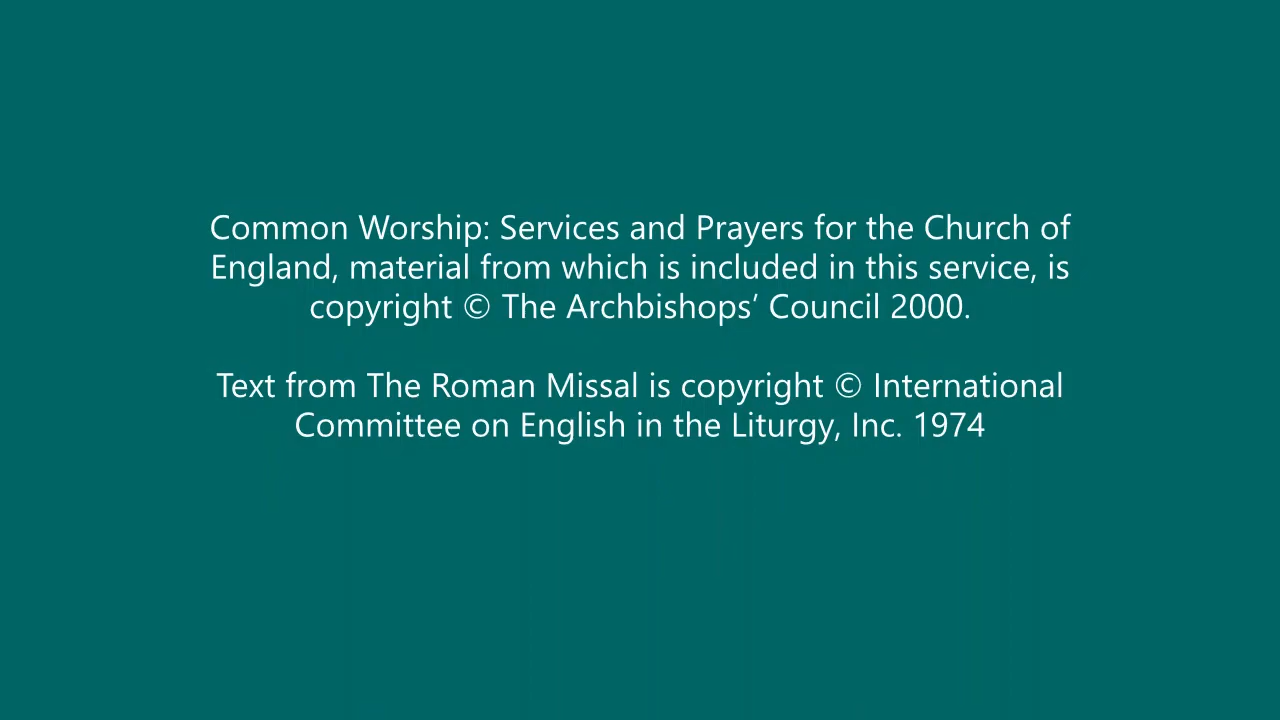 Common Worship: Services and Prayers for the Church of
England, material from which is included in this service, is
copyright © The Archbishops’ Council 2000.
Text from The Roman Missal is copyright © International
Committee on English in the Liturgy, Inc. 1974